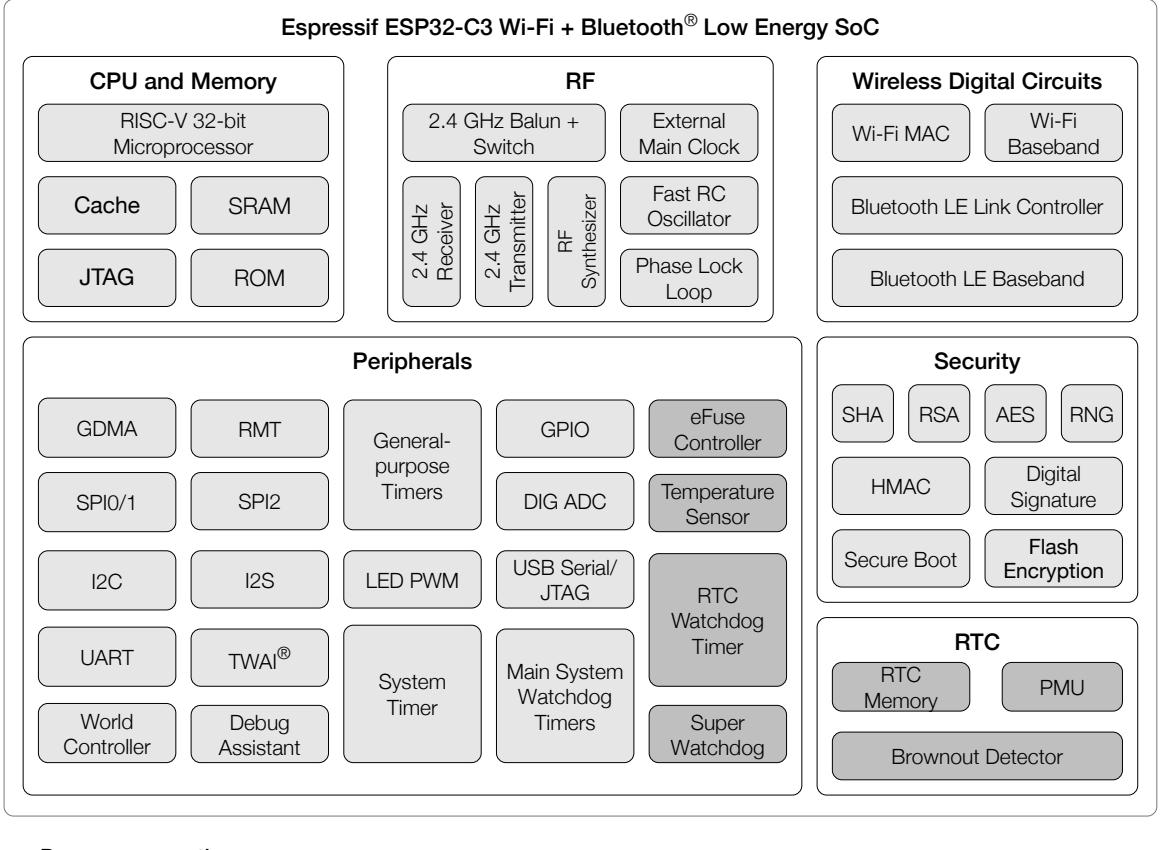 Espressif ESP32-C3 Wi-Fi + Bluetooth® Low Energy SoC
CPU and Memory
RISC-V 32-bit
Microprocessor
Cache
SRAM
JTAG
ROM
RF
2.4 GHz Balun +
Switch
External
Main Clock
2.4 GHz
Receiver
2.4 GHz
Transmitter
RF
Synthesizer
Fast RC
Oscillator
Phase Lock
Loop
Wireless Digital Circuits
Wi-Fi MAC
Wi-Fi
Baseband
Bluetooth LE Link Controller
Bluetooth LE Baseband
Peripherals
GDMA
RMT
General-
purpose
Timers
GPIO
eFuse
Controller
SPI0/1
SPI2
DIG ADC
Temperature
Sensor
I2C
I2S
LED PWM
USB Serial/
JTAG
RTC
Watchdog
Timer
UART
TWAI®
System
Timer
Main System
Watchdog
Timers
World
Controller
Debug
Assistant
Super
Watchdog
Security
SHA
RSA
AES
RNG
HMAC
Digital
Signature
Secure Boot
Flash
Encryption
RTC
RTC
Memory
PMU
Brownout Detector